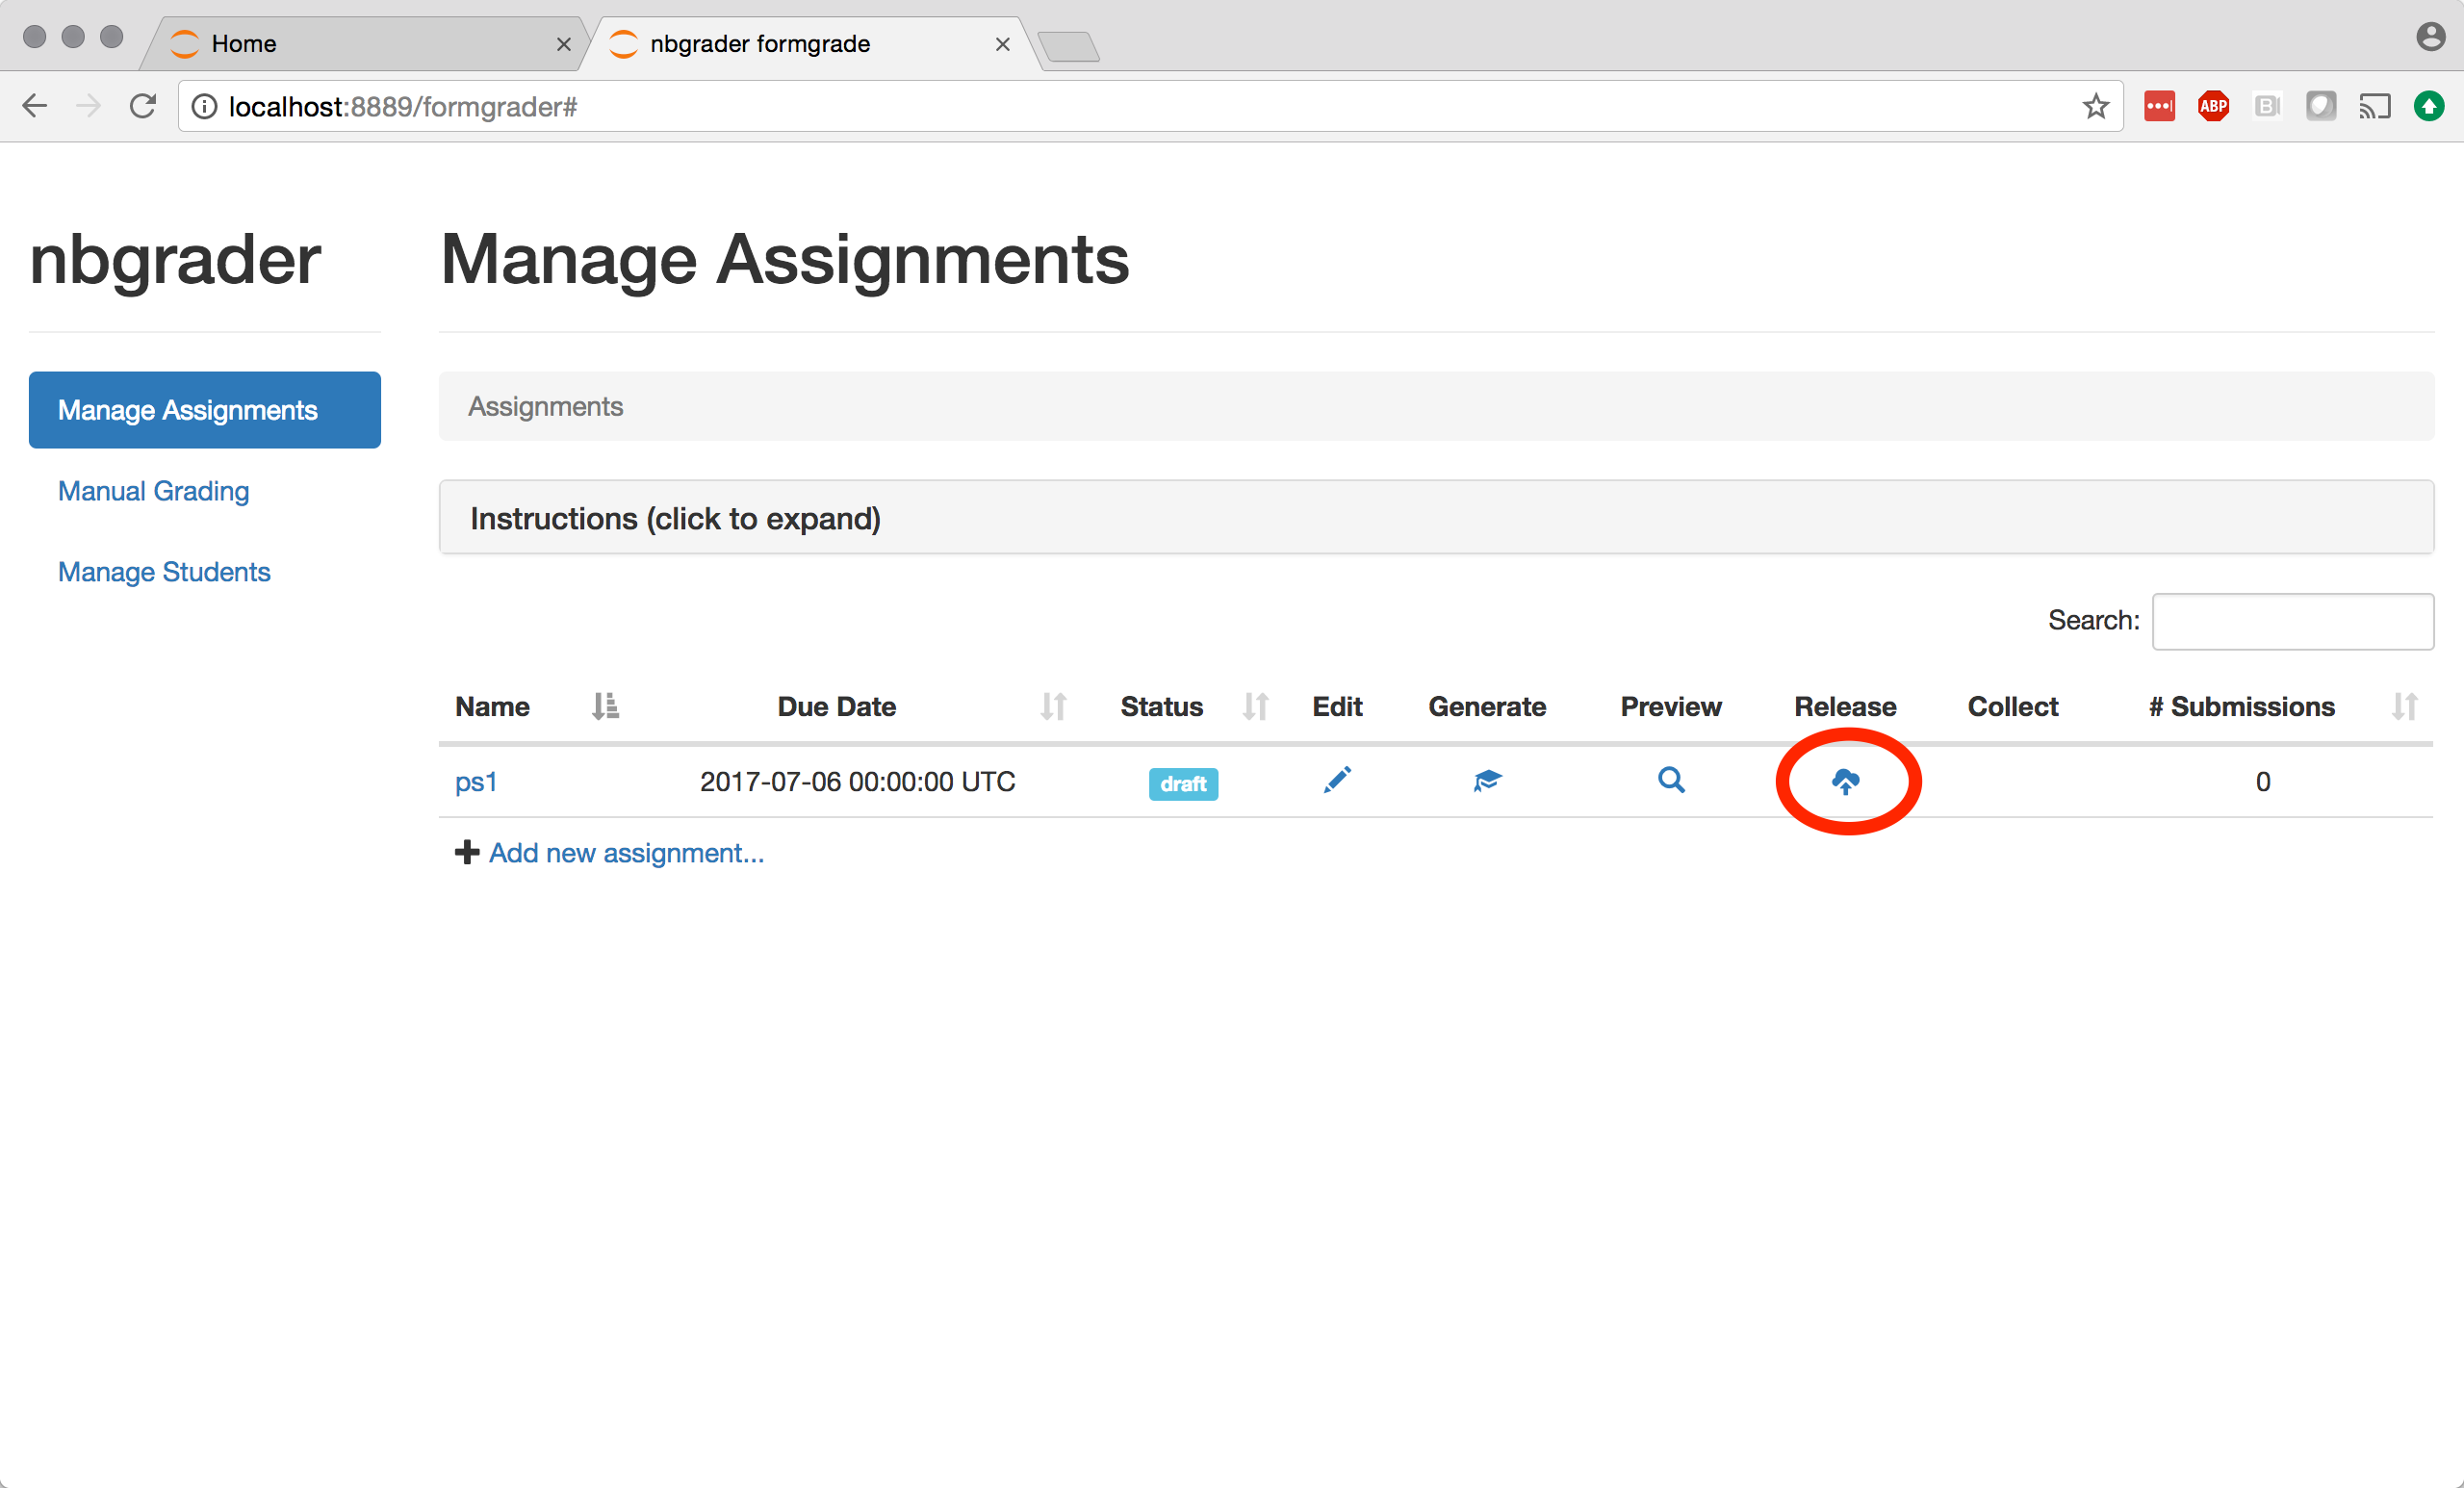 Home
nbgrader formgrade
localhost:8889/formgrader#
ABP
B
nbgrader
Manage Assignments
Manage Assignments
Manual Grading
Manage Students
Assignments
Instructions (click to expand)
Search:
Name Due Date Status Edit Generate Preview Release Collect # Submissions
ps1 2017-07-06 00:00:00 UTC draft 0
Add new assignment...